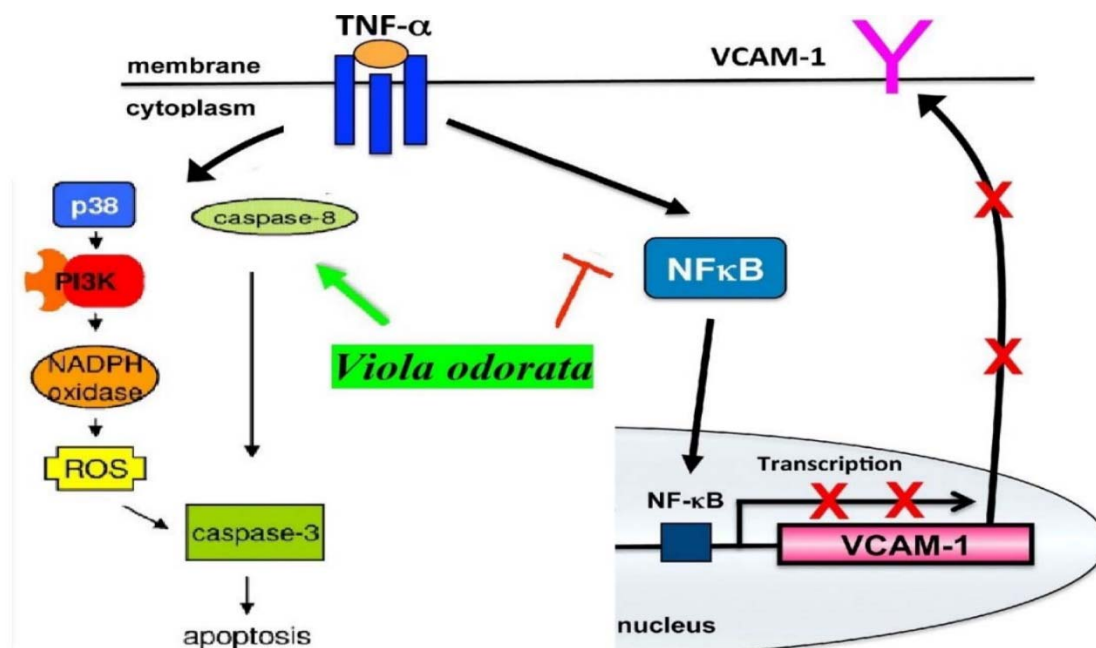 TNF-α
VCAM-1
membrane
cytoplasm
p38
caspase-8
PI3K
NFκB
NADPH
oxidase
Viola odorata
ROS
Transcription
X
X
X
X
NF-κB
caspase-3
VCAM-1
nucleus
apoptosis